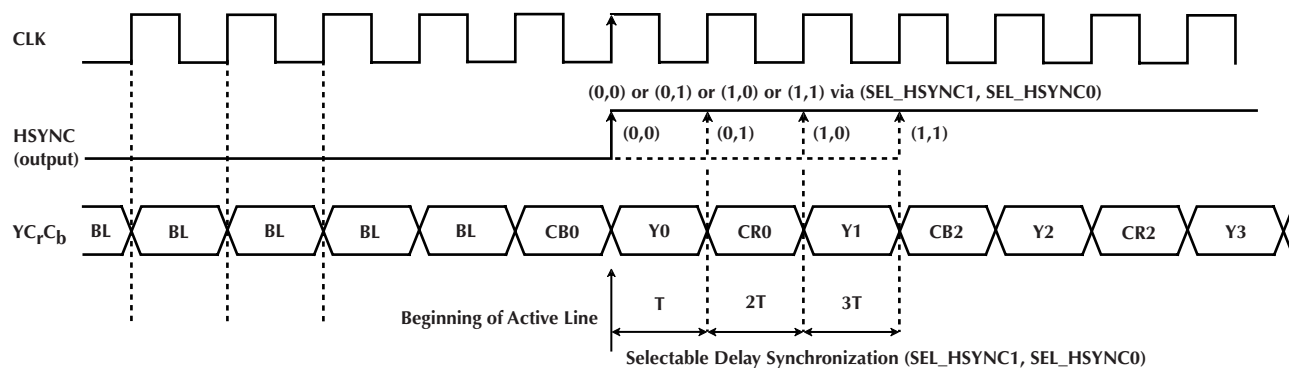 CLK
(0,0) or (0,1) or (1,0) or (1,1) via (SEL_HSYNC1, SEL_HSYNC0)
HSYNC
(output)
(0,0) (0,1) (1,0) (1,1)
YCrCb BL BL BL BL BL CB0 Y0 CR0 Y1 CB2 Y2 CR2 Y3
T 2T 3T
Beginning of Active Line
Selectable Delay Synchronization (SEL_HSYNC1, SEL_HSYNC0)